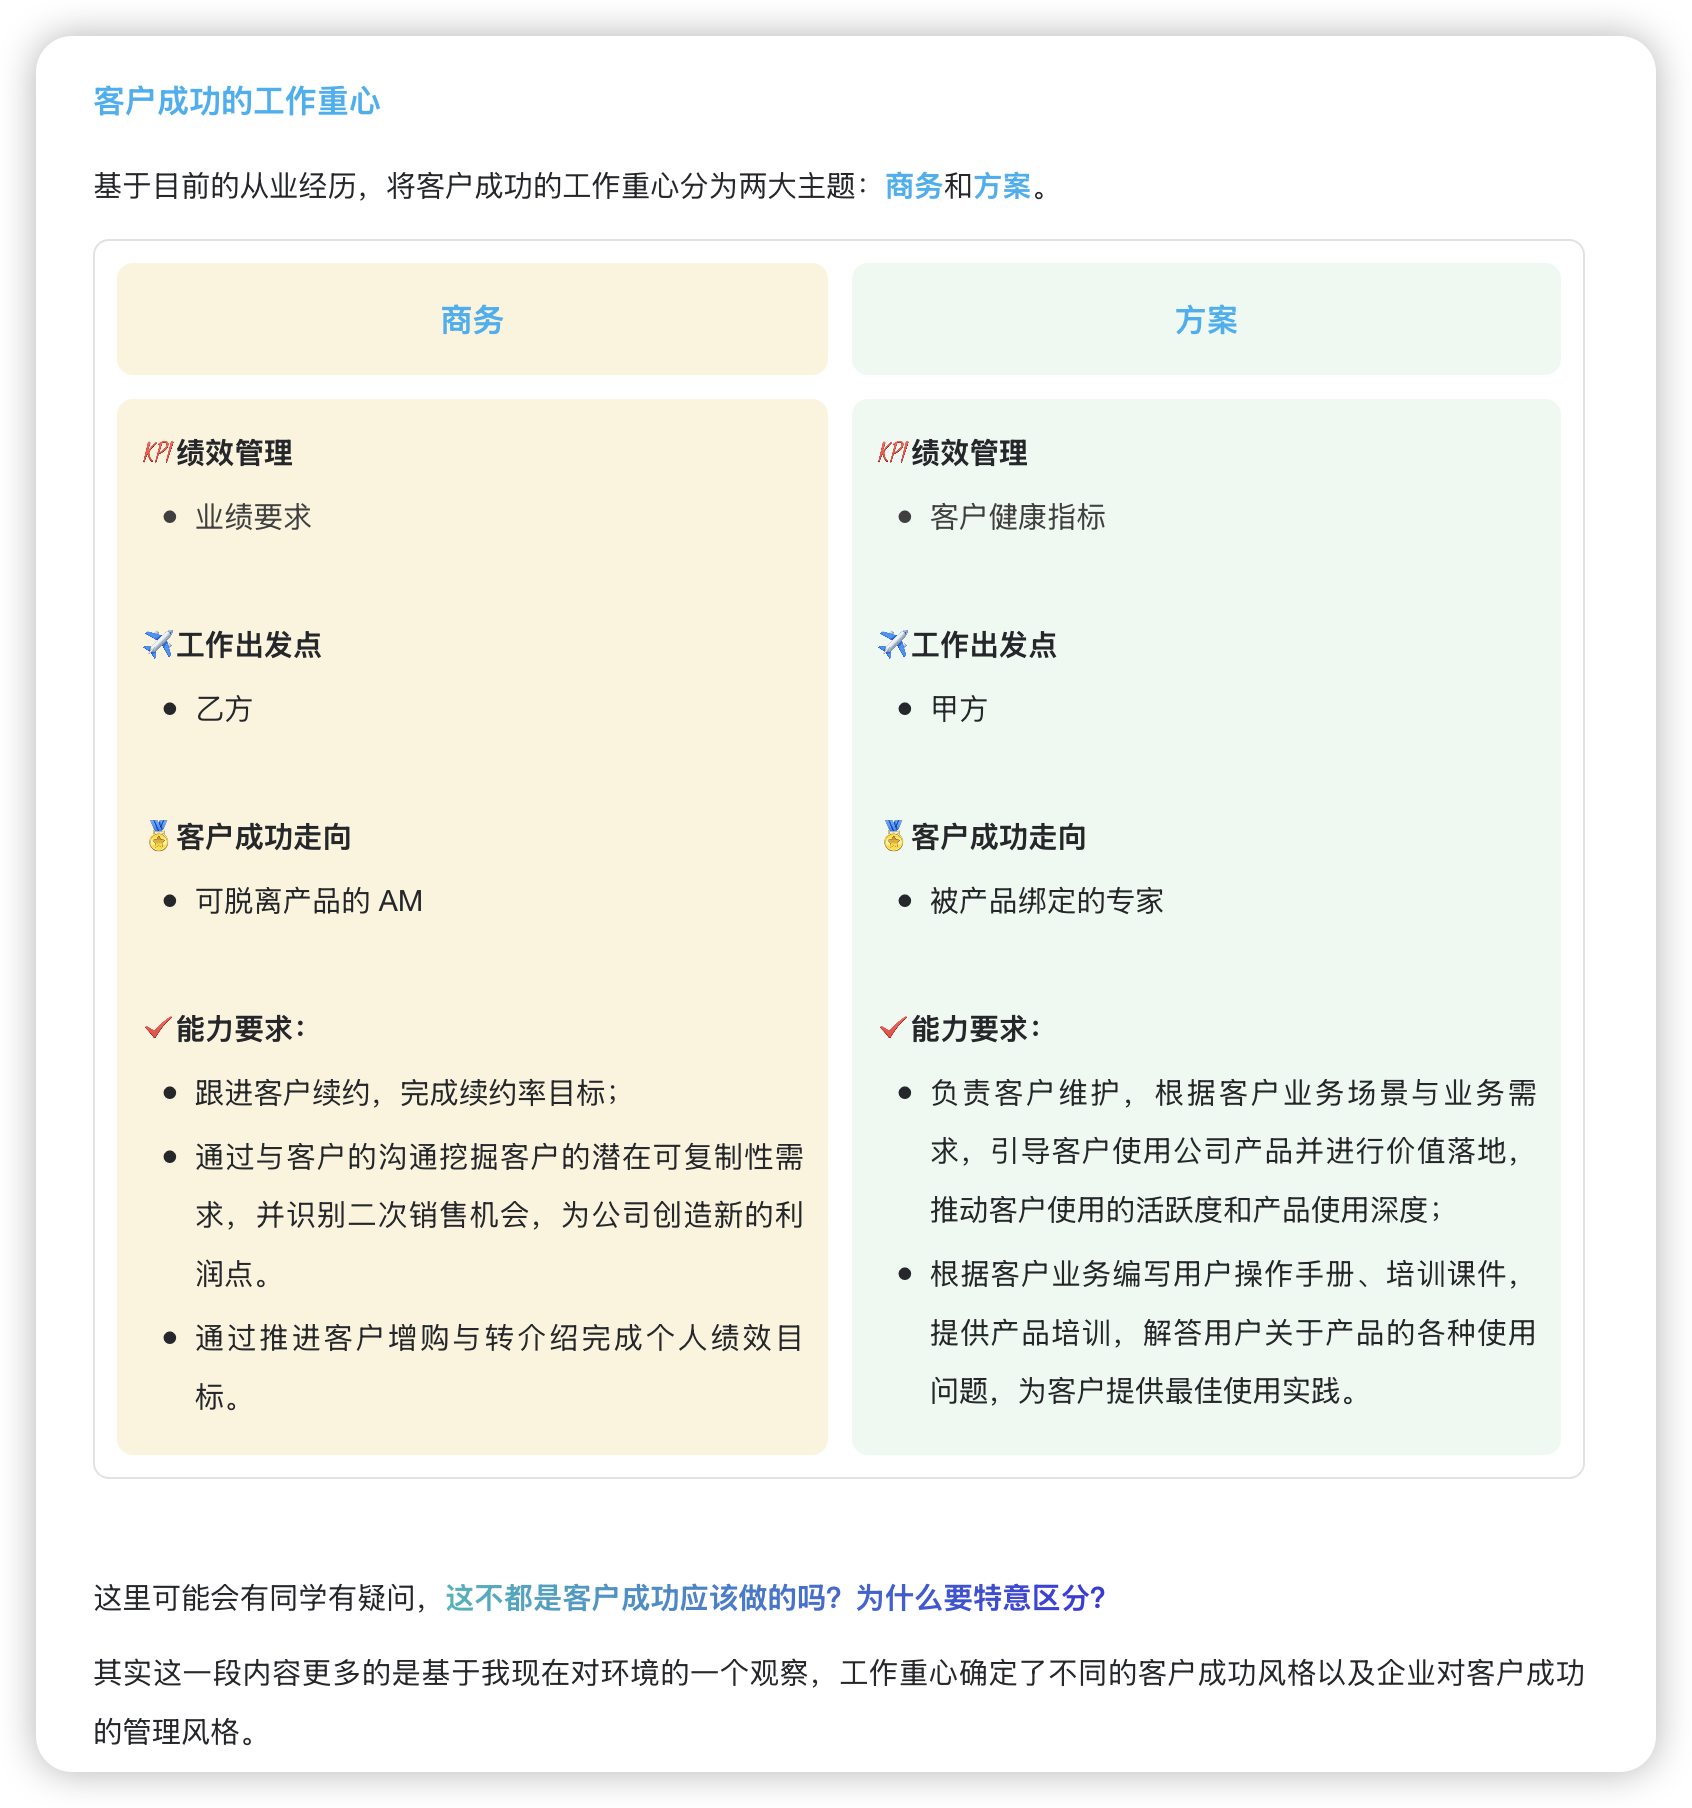 客户成功的工作重心
基于目前的从业经历，将客户成功的工作重心分为两大主题：商务和方案。
商务
KPI绩效管理
业绩要求
工作出发点
乙方
客户成功走向
可脱离产品的 AM
能力要求：
跟进客户续约，完成续约率目标；
通过与客户的沟通挖掘客户的潜在可复制性需
求，并识别二次销售机会，为公司创造新的利
润点。
通过推进客户增购与转介绍完成个人绩效目
标。
方案
KPI绩效管理
客户健康指标
工作出发点
甲方
客户成功走向
被产品绑定的专家
能力要求：
负责客户维护，根据客户业务场景与业务需
求，引导客户使用公司产品并进行价值落地，
推动客户使用的活跃度和产品使用深度；
根据客户业务编写用户操作手册、培训课件，
提供产品培训，解答用户关于产品的各种使用
问题，为客户提供最佳使用实践。
这里可能会有同学有疑问，这不都是客户成功应该做的吗？为什么要特意区分？
其实这一段内容更多的是基于我现在对环境的一个观察，工作重心确定了不同的客户成功风格以及企业对客户成功
的管理风格。